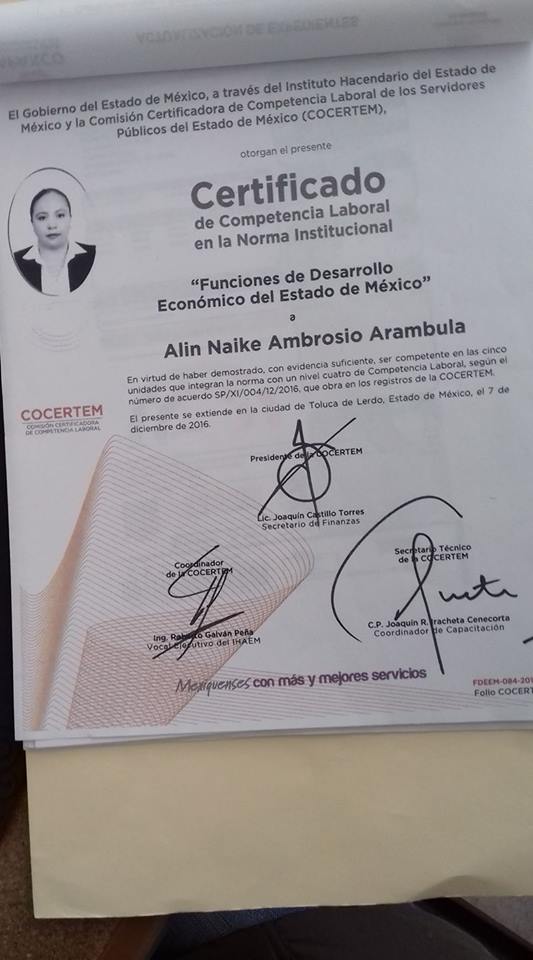 ACTUALIZACIÓN DE EXPEDIENTES
El Gobierno del Estado de México, a través del Instituto Hacendario del Estado de
México y la Comisión Certificadora de Competencia Laboral de los Servidores
Públicos del Estado de México (COCERTEM),
otorgan el presente
Certificado
de Competencia Laboral
en la Norma Institucional
“Funciones de Desarrollo
Económico del Estado de México”
a
Alin Naike Ambrosio Arambula
En virtud de haber demostrado, con evidencia suficiente, ser competente en las cinco
unidades que integran la norma con un nivel cuatro de Competencia Laboral, según el
número de acuerdo SP/XI/004/12/2016, que obra en los registros de la COCERTEM.
El presente se extiende en la ciudad de Toluca de Lerdo, Estado de México, el 7 de
diciembre de 2016.
COCERTEM
COMISIÓN CERTIFICADORA
DE COMPETENCIA LABORAL
Presidente de la COCERTEM
Lic. Joaquín Castillo Torres
Secretario de Finanzas
Coordinador
de la COCERTEM
Ing. Roberto Galván Peña
Vocal Ejecutivo del IHAEM
Secretario Técnico
de la COCERTEM
C.P. Joaquín R. Iracheta Cenecorta
Coordinador de Capacitación
Mexiquenses con más y mejores servicios
FDEEM-084-201
Folio COCERT